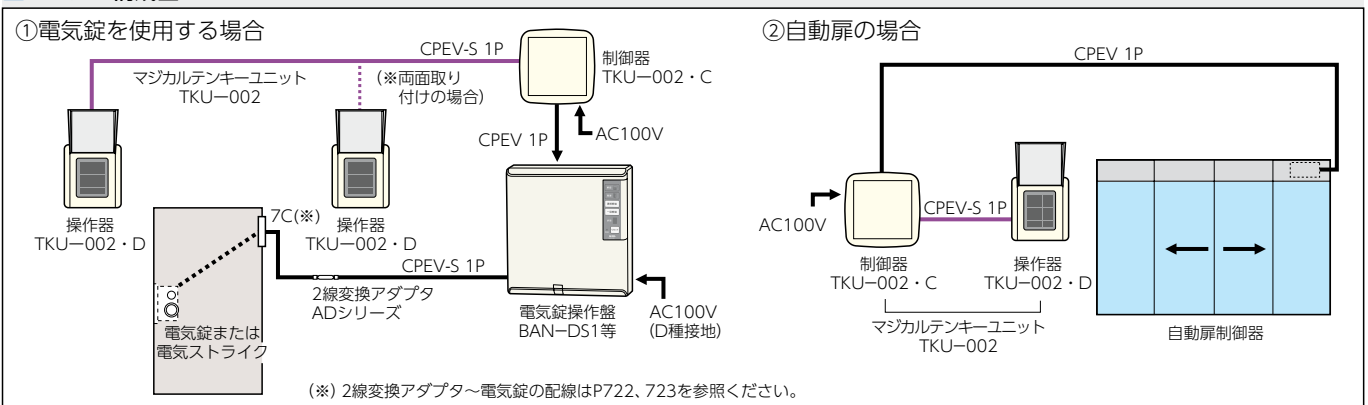 ①電気錠を使用する場合
CPEV-S 1P
マジカルテンキーユニット
TKU−002
(※両面取り
付けの場合)
制御器
TKU−002・C
AC100V
CPEV 1P
操作器
TKU−002・D
操作器
TKU−002・D
7C(※)
CPEV-S 1P
2線変換アダプタ
ADシリーズ
電気錠または
電気ストライク
電気錠操作盤
BAN−DS1等
AC100V
(D種接地)
(※) 2線変換アダプタ〜電気錠の配線はP722、723を参照ください。
②自動扉の場合
CPEV 1P
AC100V
CPEV-S 1P
制御器
TKU−002・C
操作器
TKU−002・D
マジカルテンキーユニット
TKU−002
自動扉制御器